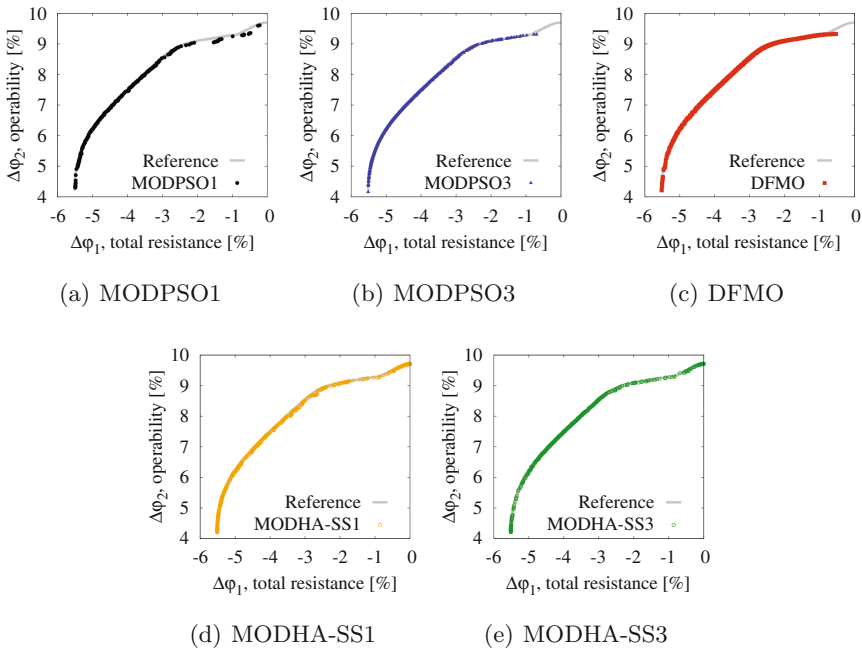 10
9
8
7
6
5
4
Δφ2, operability [%]
Reference
MODPSO1
-6 -5 -4 -3 -2 -1 0
Δφ1, total resistance [%]
(a) MODPSO1
10
9
8
7
6
5
4
Δφ2, operability [%]
Reference
MODPSO3
-6 -5 -4 -3 -2 -1 0
Δφ1, total resistance [%]
(b) MODPSO3
10
9
8
7
6
5
4
Δφ2, operability [%]
Reference
DFMO
-6 -5 -4 -3 -2 -1 0
Δφ1, total resistance [%]
(c) DFMO
10
9
8
7
6
5
4
Δφ2, operability [%]
Reference
MODHA-SS1
-6 -5 -4 -3 -2 -1 0
Δφ1, total resistance [%]
(d) MODHA-SS1
10
9
8
7
6
5
4
Δφ2, operability [%]
Reference
MODHA-SS3
-6 -5 -4 -3 -2 -1 0
Δφ1, total resistance [%]
(e) MODHA-SS3